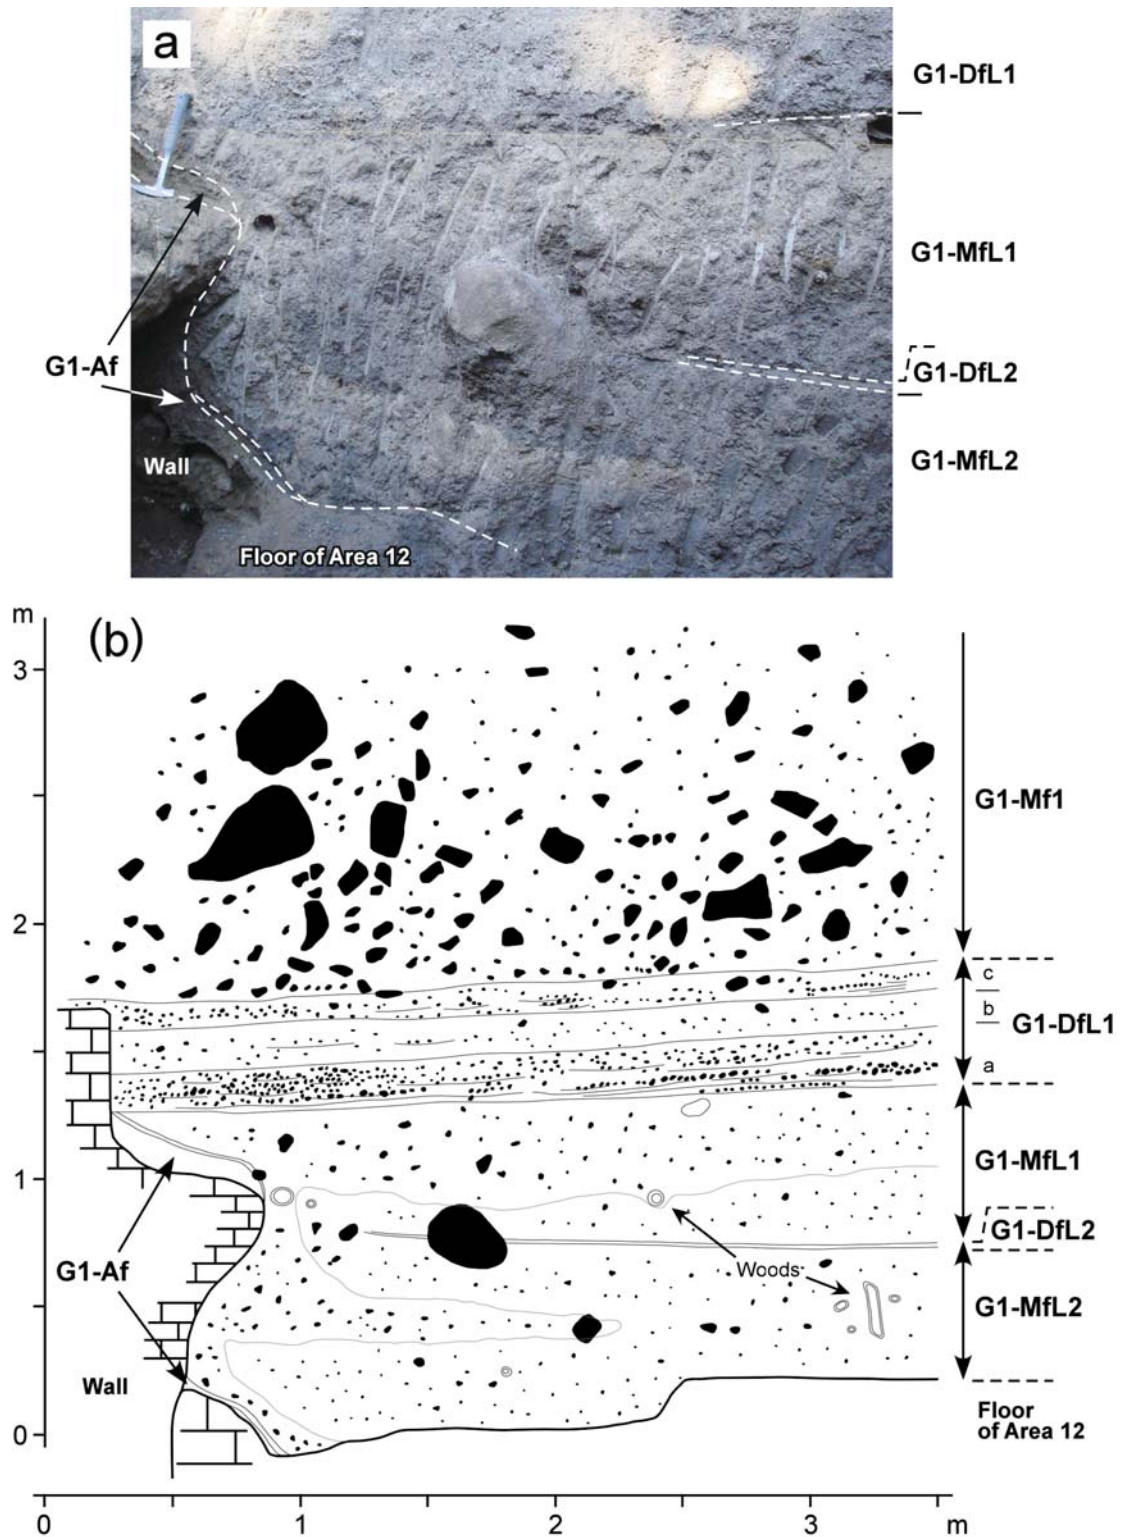 a
G1-DfL1
G1-MfL1
G1-Af
G1-DfL2
Wall
G1-MfL2
Floor of Area 12
m
(b)
3
G1-Mf1
2
c
b
G1-DfL1
a
G1-MfL1
1
G1-DfL2
G1-Af
Woods
G1-MfL2
Wall
Floor
of Area 12
0
0 1 2 3 m